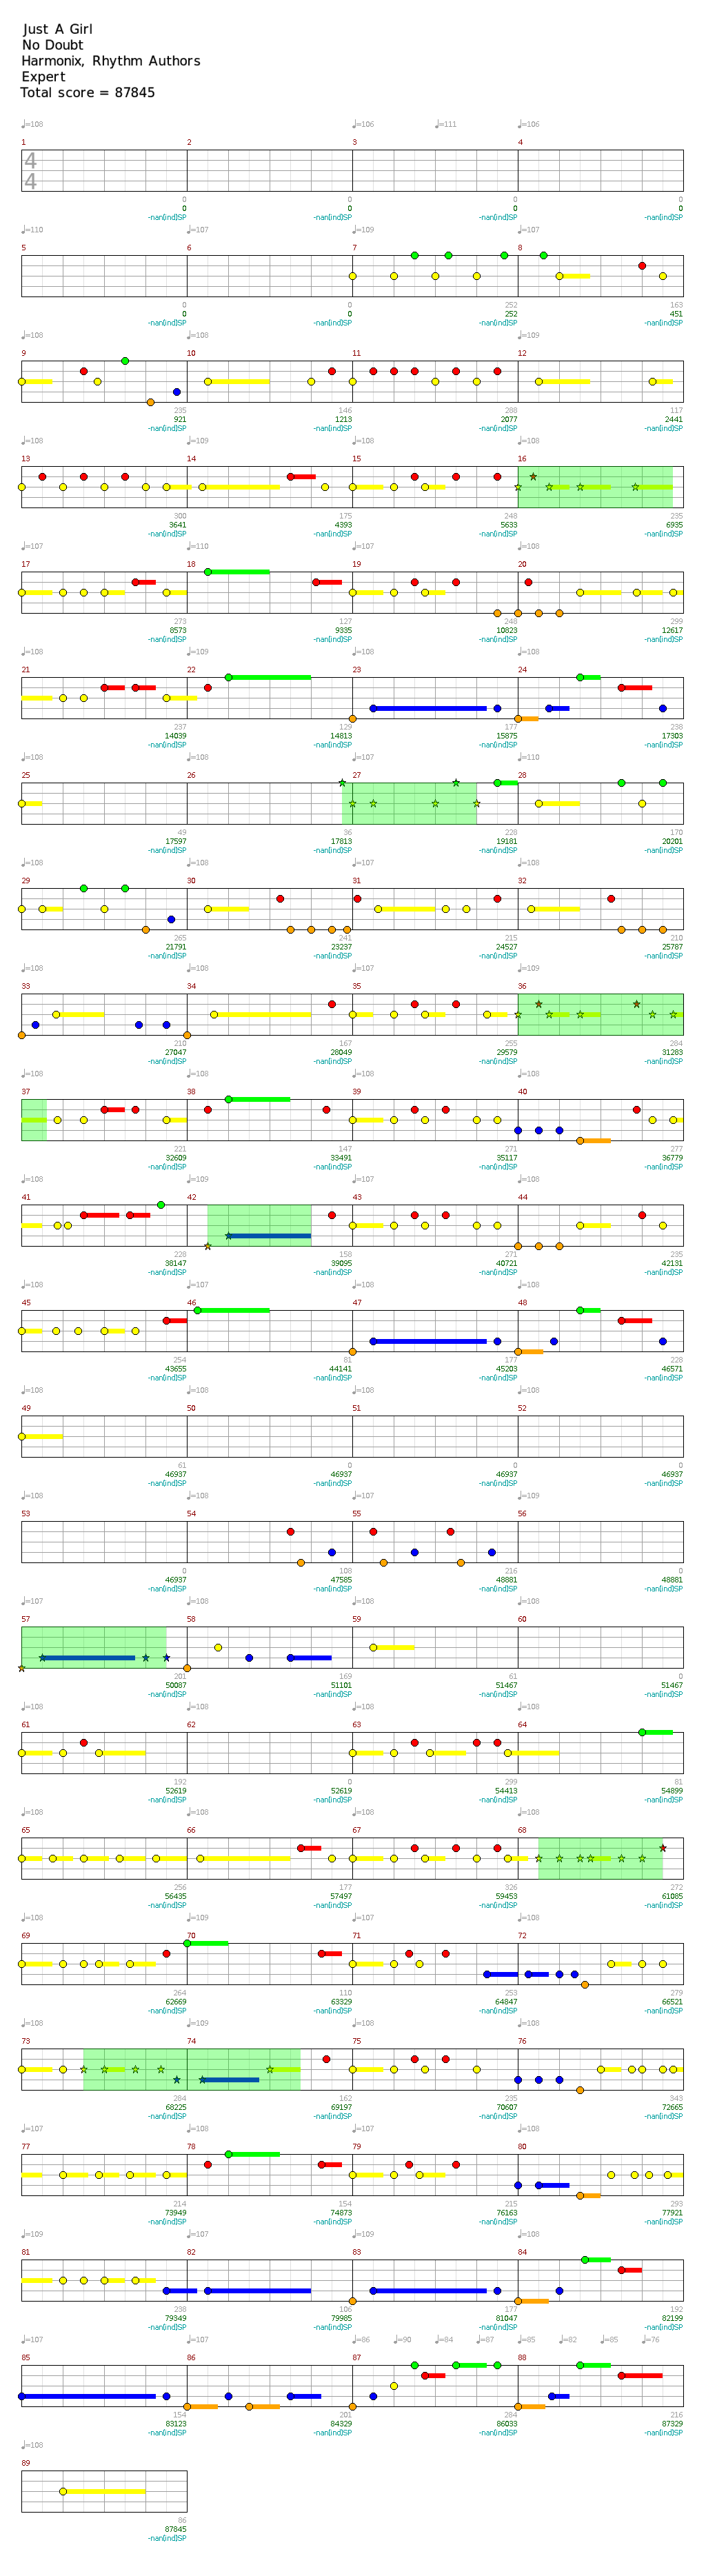 Just A Girl
No Doubt
Harmonix, Rhythm Authors
Expert
Total score = 87845
♩=108 ♩=106 ♩=111 ♩=106
1 2 3 4
4
4
0 0 0 0
0 0 0 0
-nan(ind)SP -nan(ind)SP -nan(ind)SP -nan(ind)SP
♩=110 ♩=107 ♩=109 ♩=107
5 6 7 8
0 0 252 163
0 0 252 451
-nan(ind)SP -nan(ind)SP -nan(ind)SP -nan(ind)SP
♩=108 ♩=108 ♩=109
9 10 11 12
235 146 288 117
921 1213 2077 2441
-nan(ind)SP -nan(ind)SP -nan(ind)SP -nan(ind)SP
♩=108 ♩=109 ♩=108 ♩=108
13 14 15 16
300 175 248 235
3641 4393 5633 6935
-nan(ind)SP -nan(ind)SP -nan(ind)SP -nan(ind)SP
♩=107 ♩=110 ♩=107 ♩=108
17 18 19 20
273 127 248 299
8573 9335 10823 12617
-nan(ind)SP -nan(ind)SP -nan(ind)SP -nan(ind)SP
♩=108 ♩=109 ♩=108 ♩=108
21 22 23 24
237 129 177 238
14039 14813 15875 17303
-nan(ind)SP -nan(ind)SP -nan(ind)SP -nan(ind)SP
♩=108 ♩=107 ♩=110
25 26 27 28
49 36 228 170
17597 17813 19181 20201
-nan(ind)SP -nan(ind)SP -nan(ind)SP -nan(ind)SP
♩=108 ♩=108 ♩=107 ♩=108
29 30 31 32
265 241 215 210
21791 23237 24527 25787
-nan(ind)SP -nan(ind)SP -nan(ind)SP -nan(ind)SP
♩=108 ♩=108 ♩=107 ♩=108
33 34 35 36
210 167 255 284
27047 28049 29579 31283
-nan(ind)SP -nan(ind)SP -nan(ind)SP -nan(ind)SP
♩=108 ♩=108 ♩=107 ♩=108
37 38 39 40
221 147 271 277
32609 33491 35117 36779
-nan(ind)SP -nan(ind)SP -nan(ind)SP -nan(ind)SP
♩=108 ♩=109 ♩=107 ♩=108
41 42 43 44
228 158 271 235
38147 39095 40721 42131
-nan(ind)SP -nan(ind)SP -nan(ind)SP -nan(ind)SP
♩=108 ♩=107 ♩=108 ♩=108
45 46 47 48
254 81 177 228
43655 44141 45203 46571
-nan(ind)SP -nan(ind)SP -nan(ind)SP -nan(ind)SP
♩=108 ♩=108 ♩=108
49 50 51 52
61 0 0 0
46937 46937 46937 46937
-nan(ind)SP -nan(ind)SP -nan(ind)SP -nan(ind)SP
♩=108 ♩=108 ♩=107 ♩=109
53 54 55 56
0 108 216 0
46937 47585 48881 48881
-nan(ind)SP -nan(ind)SP -nan(ind)SP -nan(ind)SP
♩=107 ♩=108 ♩=108 ♩=108
57 58 59 60
201 169 61 0
50087 51101 51467 51467
-nan(ind)SP -nan(ind)SP -nan(ind)SP -nan(ind)SP
♩=108 ♩=108 ♩=108 ♩=108
61 62 63 64
192 0 299 81
52619 52619 54413 54899
-nan(ind)SP -nan(ind)SP -nan(ind)SP -nan(ind)SP
♩=108 ♩=108 ♩=107 ♩=108
65 66 67 68
256 177 326 272
56435 57497 59453 61085
-nan(ind)SP -nan(ind)SP -nan(ind)SP -nan(ind)SP
♩=108 ♩=109 ♩=107 ♩=108
69 70 71 72
264 110 253 279
62669 63329 64847 66521
-nan(ind)SP -nan(ind)SP -nan(ind)SP -nan(ind)SP
♩=108 ♩=109 ♩=107 ♩=108
73 74 75 76
284 162 295 343
68225 69197 70607 72665
-nan(ind)SP -nan(ind)SP -nan(ind)SP -nan(ind)SP
♩=107 ♩=108 ♩=107 ♩=108
77 78 79 80
214 154 215 293
73949 74873 76163 77921
-nan(ind)SP -nan(ind)SP -nan(ind)SP -nan(ind)SP
♩=109 ♩=107 ♩=109 ♩=108
81 82 83 84
238 106 177 192
79349 79985 81047 82199
-nan(ind)SP -nan(ind)SP -nan(ind)SP -nan(ind)SP
♩=107 ♩=107 ♩=86 ♩=90 ♩=84 ♩=87 ♩=85 ♩=82 ♩=85 ♩=76
85 86 87 88
154 201 284 216
83123 84329 86033 87329
-nan(ind)SP -nan(ind)SP -nan(ind)SP -nan(ind)SP
♩=108
89
86
87845
-nan(ind)SP